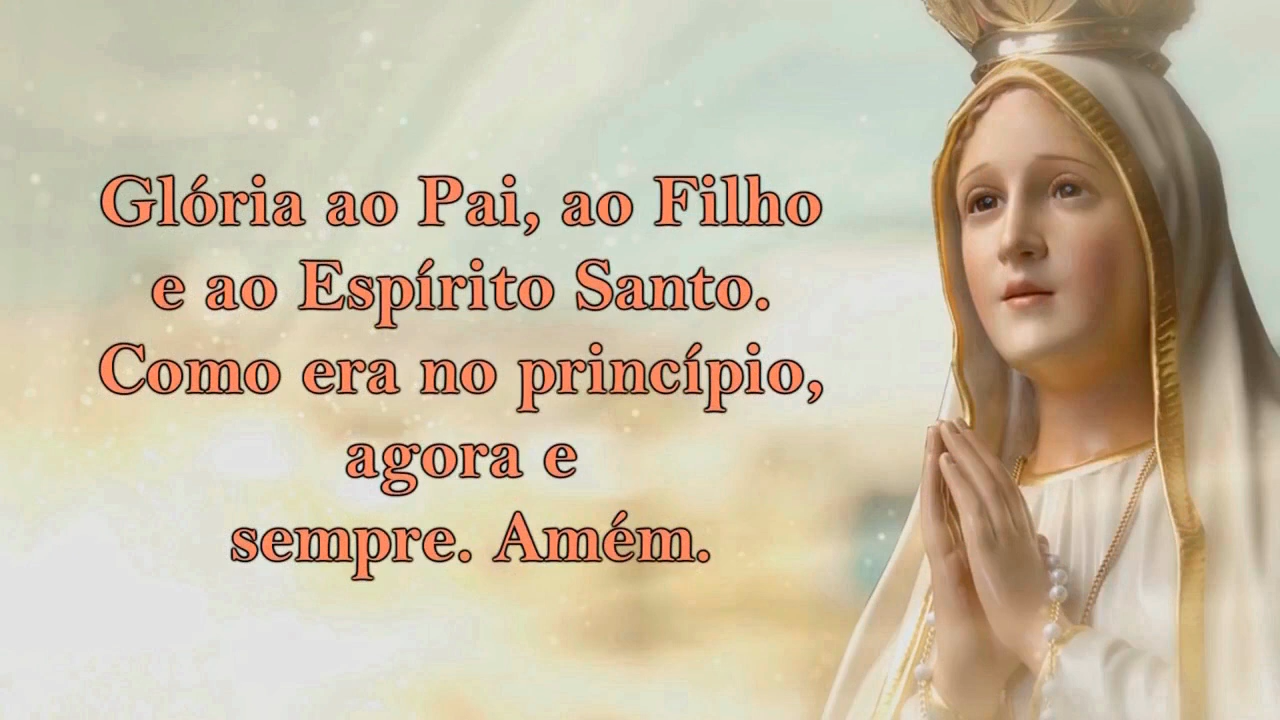 Glória ao Pai, ao Filho
e ao Espírito Santo.
Como era no princípio,
agora e
sempre. Amém.